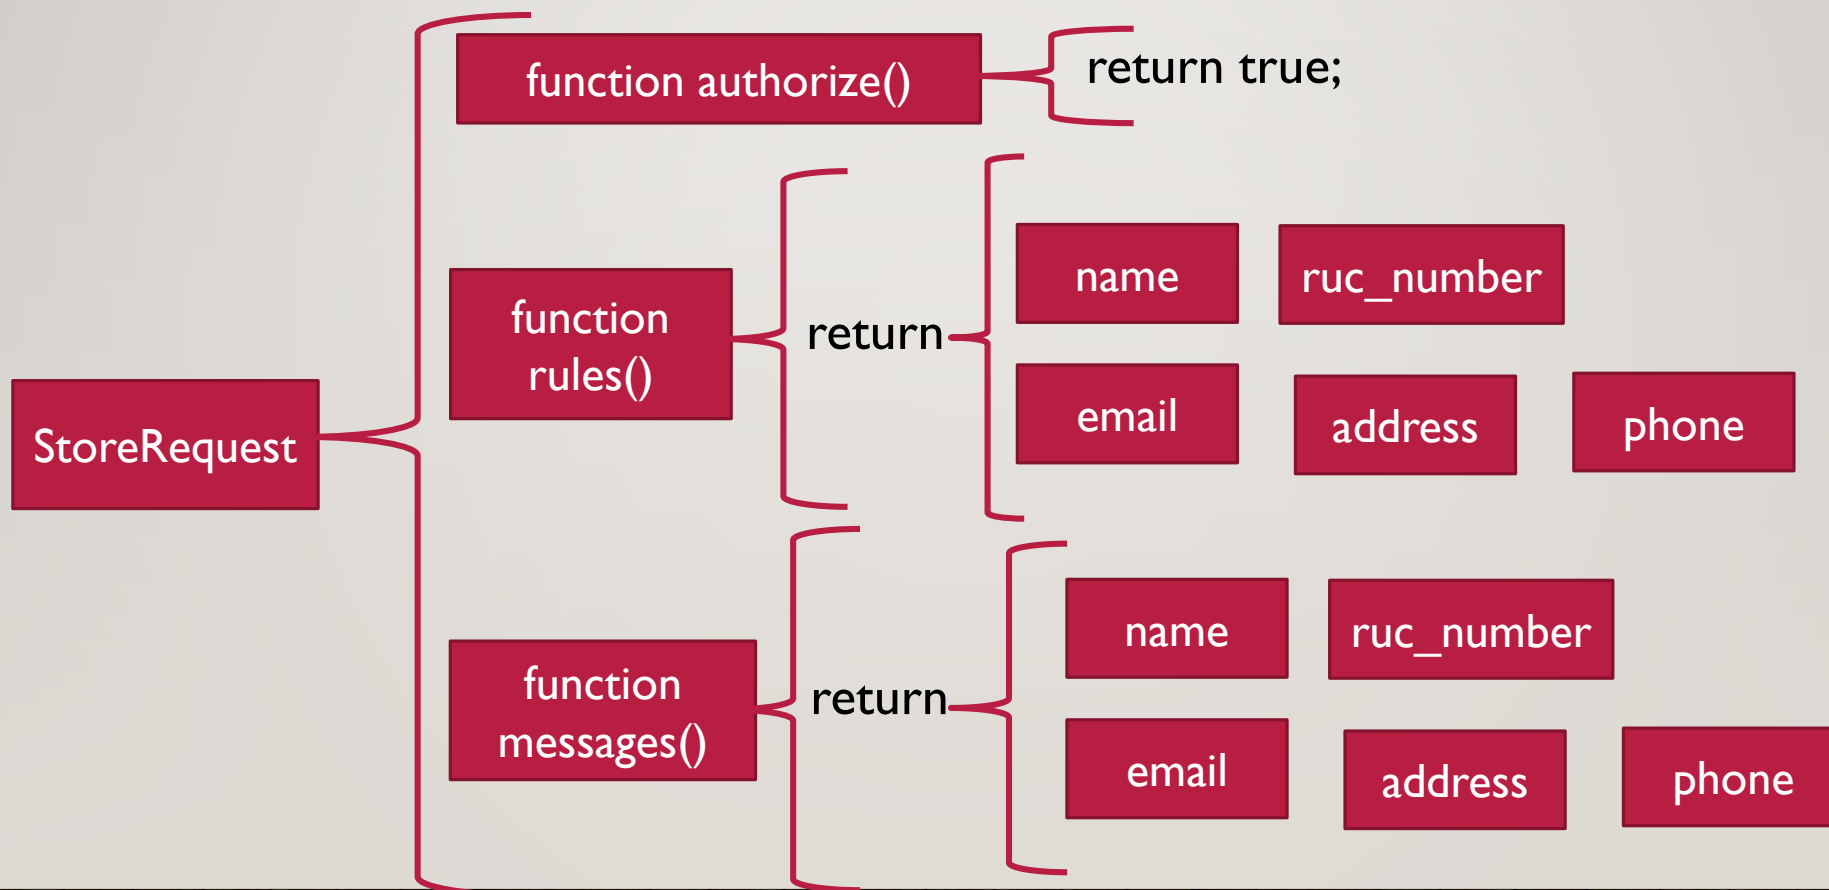 function authorize()
return true;
function
rules()
return
name
ruc_number
email
address
phone
StoreRequest
function
messages()
return
name
ruc_number
email
address
phone